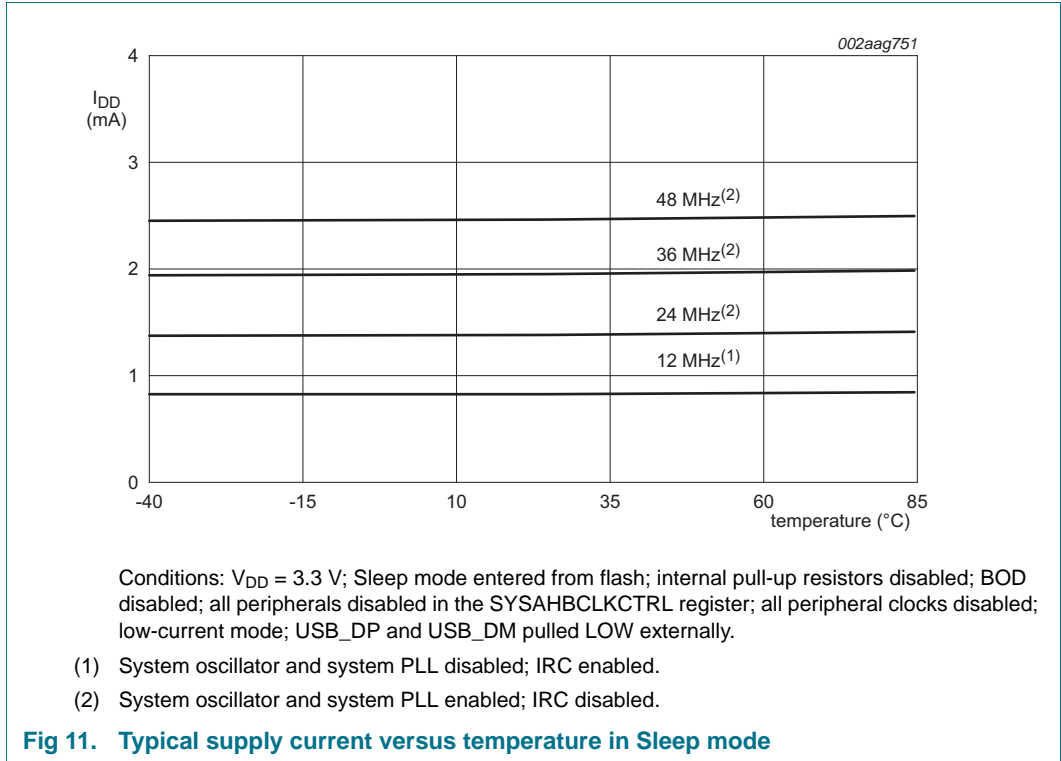 002aag751
4
I_DD
(mA)
3
48 MHz(2)
2
36 MHz(2)
24 MHz(2)
12 MHz(1)
1
0
-40 -15 10 35 60 85
temperature (°C)
Conditions: V_DD = 3.3 V; Sleep mode entered from flash; internal pull-up resistors disabled; BOD
disabled; all peripherals disabled in the SYSAHBCLKCTRL register; all peripheral clocks disabled;
low-current mode; USB_DP and USB_DM pulled LOW externally.
(1) System oscillator and system PLL disabled; IRC enabled.
(2) System oscillator and system PLL enabled; IRC disabled.
Fig 11. Typical supply current versus temperature in Sleep mode